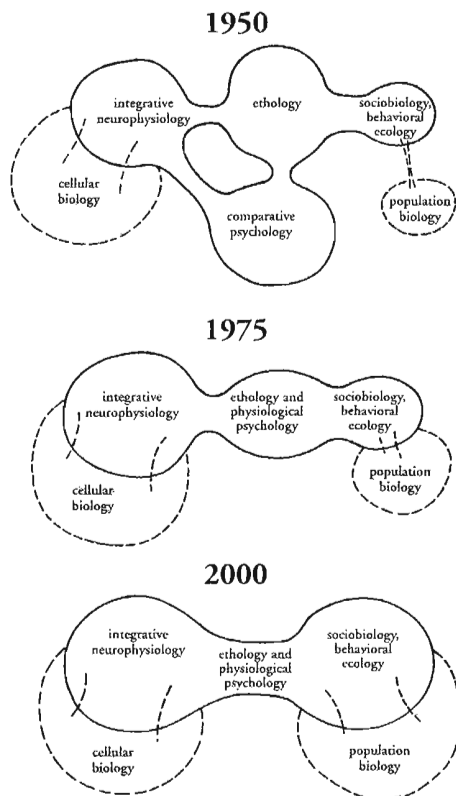 1950
integrative
neurophysiology
ethology
sociobiology,
behavioral
ecology
cellular
biology
population
biology
comparative
psychology
1975
integrative
neurophysiology
ethology and
physiological
psychology
sociobiology,
behavioral
ecology
cellular
biology
population
biology
2000
integrative
neurophysiology
ethology and
physiological
psychology
sociobiology,
behavioral
ecology
cellular
biology
population
biology